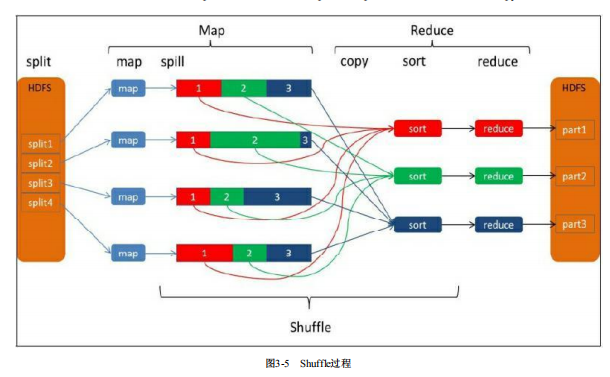 Map
Reduce
split
map
spill
copy
sort
reduce
HDFS
HDFS
map
1
2
3
split1
split2
split3
split4
map
1
2
3
map
1
2
3
map
1
2
3
sort
reduce
part1
sort
reduce
part2
sort
reduce
part3
Shuffle
图3-5 Shuffle过程